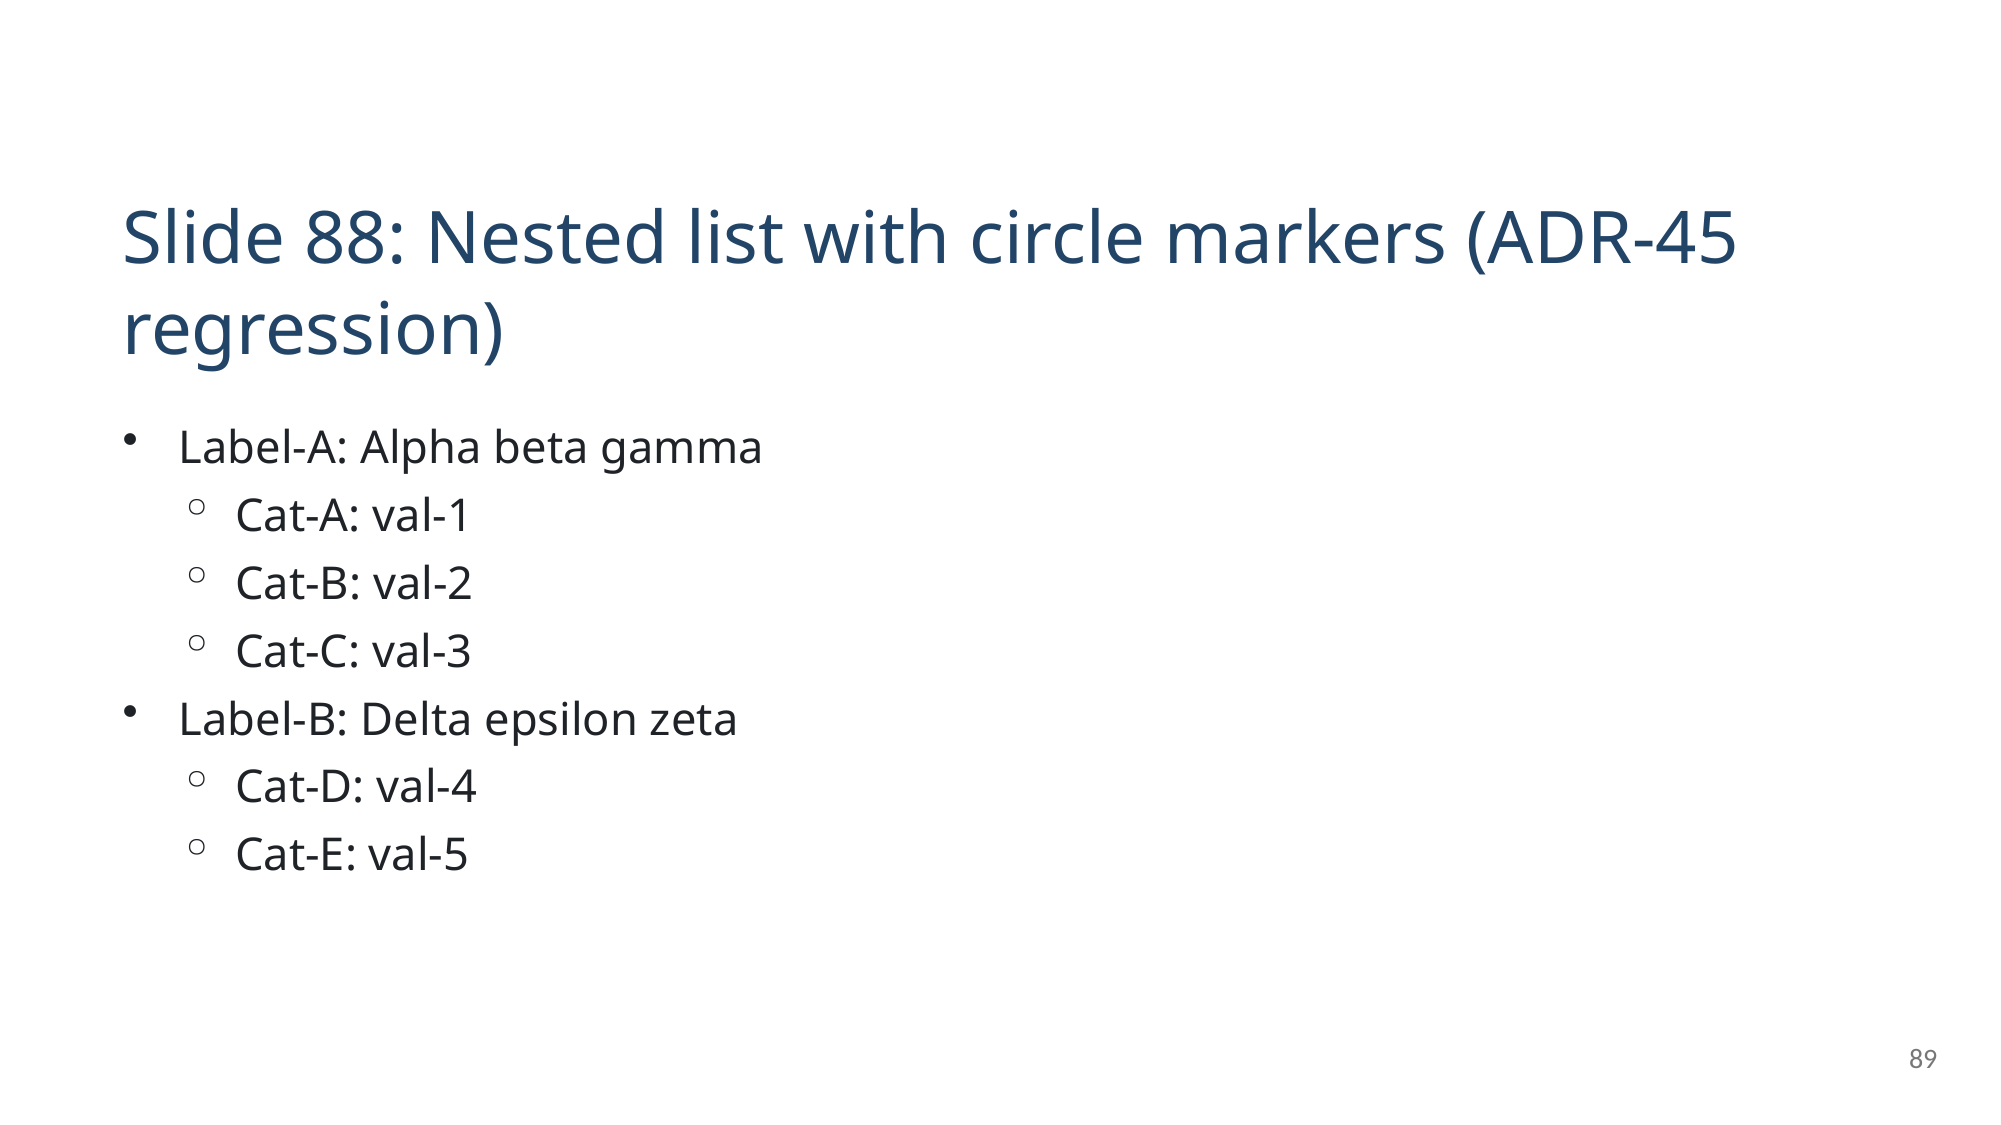 Slide 88: Nested list with circle markers (ADR-45
regression)
• Label-A: Alpha beta gamma
○ Cat-A: val-1
○ Cat-B: val-2
○ Cat-C: val-3
• Label-B: Delta epsilon zeta
○ Cat-D: val-4
○ Cat-E: val-5
89